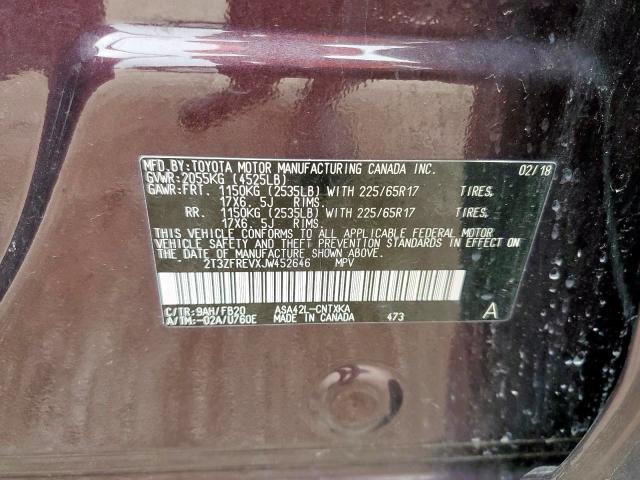 MFD.BY:TOYOTA MOTOR MANUFACTURING CANADA INC. 02/18
GVWR:2055KG (4525LB)
GAWR:FRT. 1150KG (2535LB) WITH 225/65R17 TIRES,
17X6.5J RIMS.
RR. 1150KG (2535LB) WITH 225/65R17 TIRES,
17X6.5J RIMS.
THIS VEHICLE CONFORMS TO ALL APPLICABLE FEDERAL MOTOR
VEHICLE SAFETY AND THEFT PREVENTION STANDARDS IN EFFECT ON
THE DATE OF MANUFACTURE SHOWN ABOVE.
2T3ZFREVXJW452646 MPV
C/TR:9AH/FB20 ASA42L-CNTXKA
A/TM:-02A/U760E MADE IN CANADA 473 A